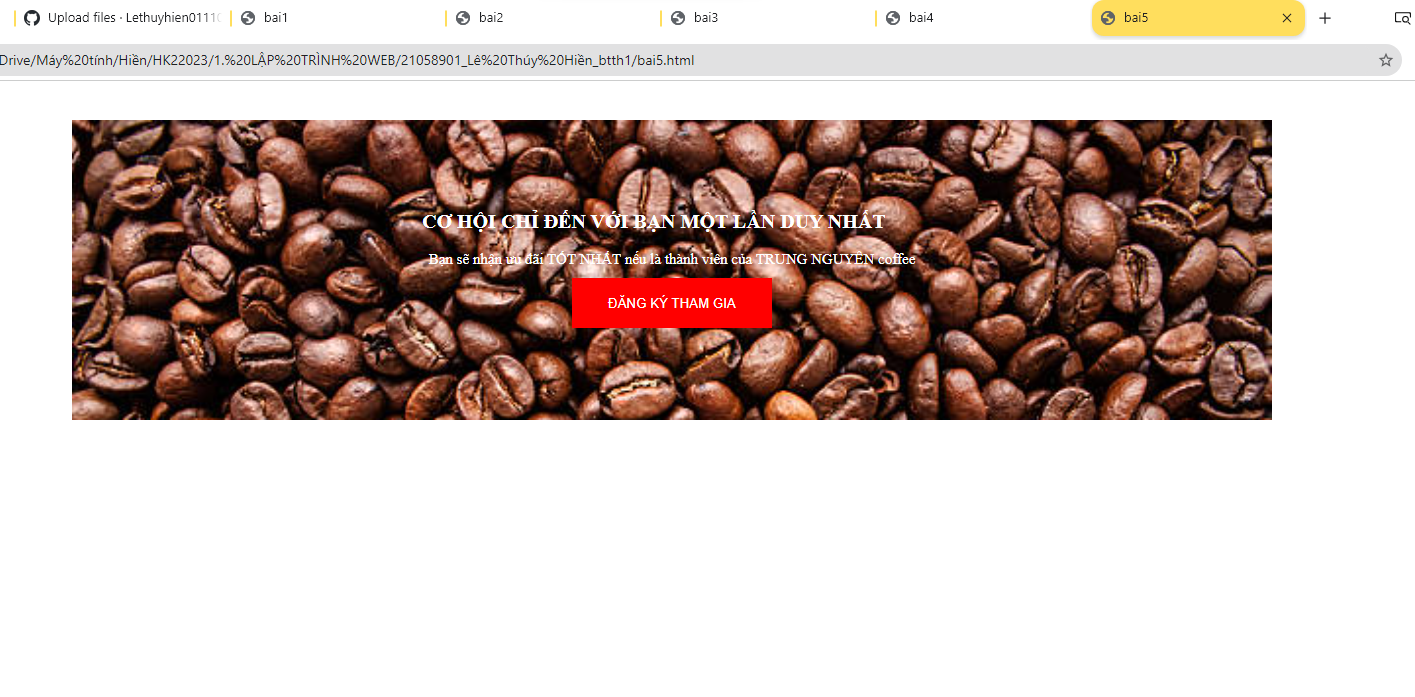 Upload files · Lethuyhien01110
bai1
bai2
bai3
bai4
bai5
Drive/Máy%20tính/Hiền/HK22023/1.%20LẬP%20TRÌNH%20WEB/21058901_Lê%20Thúy%20Hiền_btth1/bai5.html
CƠ HỘI CHỈ ĐẾN VỚI BẠN MỘT LẦN DUY NHẤT
Bạn sẽ nhận ưu đãi TỐT NHẤT nếu là thành viên của TRUNG NGUYÊN coffee
ĐĂNG KÝ THAM GIA